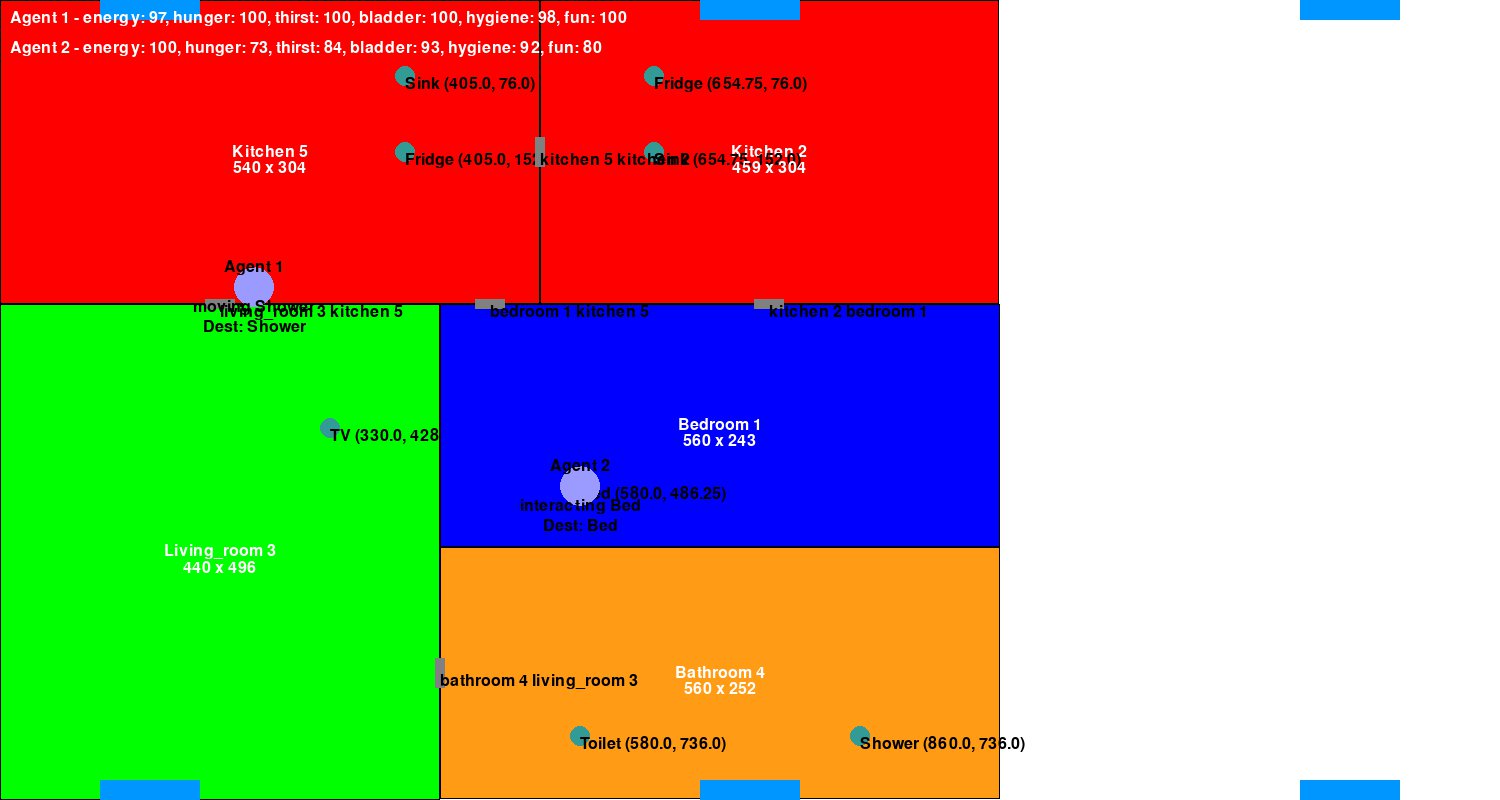 Agent 1 - energy: 97, hunger: 100, thirst: 100, bladder: 100, hygiene: 98, fun: 100
Agent 2 - energy: 100, hunger: 73, thirst: 84, bladder: 93, hygiene: 92, fun: 80
Sink (405.0, 76.0)
Fridge (654.75, 76.0)
Kitchen 5
540 x 304
Fridge (405.0, 152
kitchen 5 kitchen 2
Sink (654.75, 152.0)
Kitchen 2
459 x 304
Agent 1
moving Shower
Dest: Shower
living_room 3 kitchen 5
bedroom 1 kitchen 5
kitchen 2 bedroom 1
TV (330.0, 428
Bedroom 1
560 x 243
Agent 2
(580.0, 486.25)
interacting Bed
Dest: Bed
Living_room 3
440 x 496
Bathroom 4
560 x 252
bathroom 4 living_room 3
Toilet (580.0, 736.0)
Shower (860.0, 736.0)